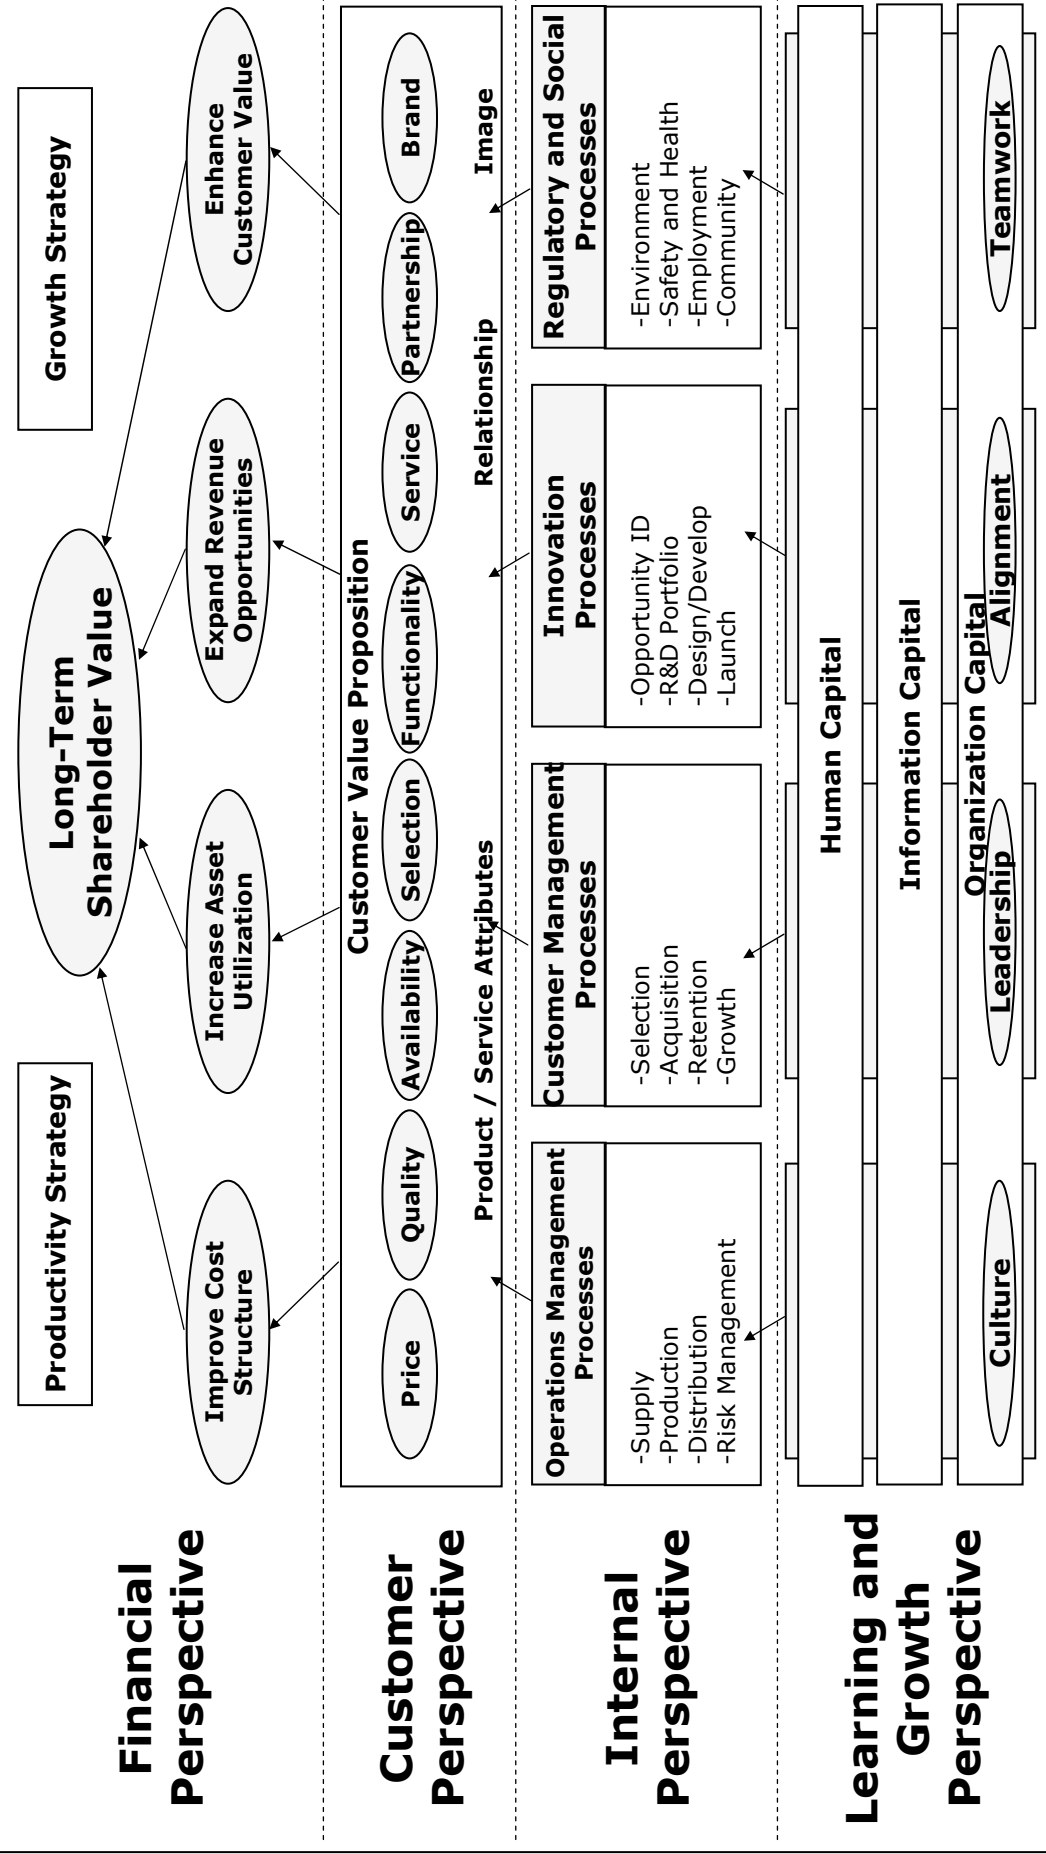 Financial
Perspective
Productivity Strategy
Growth Strategy
Long-Term
Shareholder Value
Improve Cost
Structure
Increase Asset
Utilization
Expand Revenue
Opportunities
Enhance
Customer Value
Customer
Perspective
Customer Value Proposition
Price
Quality
Availability
Selection
Functionality
Service
Partnership
Brand
Product / Service Attributes
Relationship
Image
Internal
Perspective
Operations Management
Processes
-Supply
-Production
-Distribution
-Risk Management
Customer Management
Processes
-Selection
-Acquisition
-Retention
-Growth
Innovation
Processes
-Opportunity ID
-R&D Portfolio
-Design/Develop
-Launch
Regulatory and Social
Processes
-Environment
-Safety and Health
-Employment
-Community
Learning and
Growth
Perspective
Human Capital
Information Capital
Organization Capital
Culture
Leadership
Alignment
Teamwork